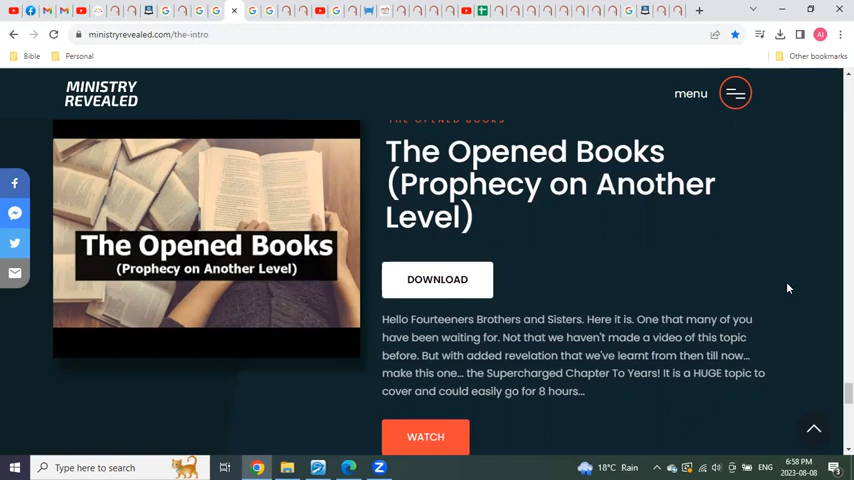 ministryrevealed.com/the-intro
Bible
Personal
Other bookmarks
MINISTRY
REVEALED
menu
THE OPENED BOOKS
The Opened Books
(Prophecy on Another
Level)
The Opened Books
(Prophecy on Another Level)
DOWNLOAD
Hello Fourteeners Brothers and Sisters. Here it is. One that many of you
have been waiting for. Not that we haven't made a video of this topic
before. But with added revelation that we've learnt from then till now...
make this one... the Supercharged Chapter To Years! It is a HUGE topic to
cover and could easily go for 8 hours...
WATCH
Type here to search
18°C Rain
ENG
6:58 PM
2023-08-08